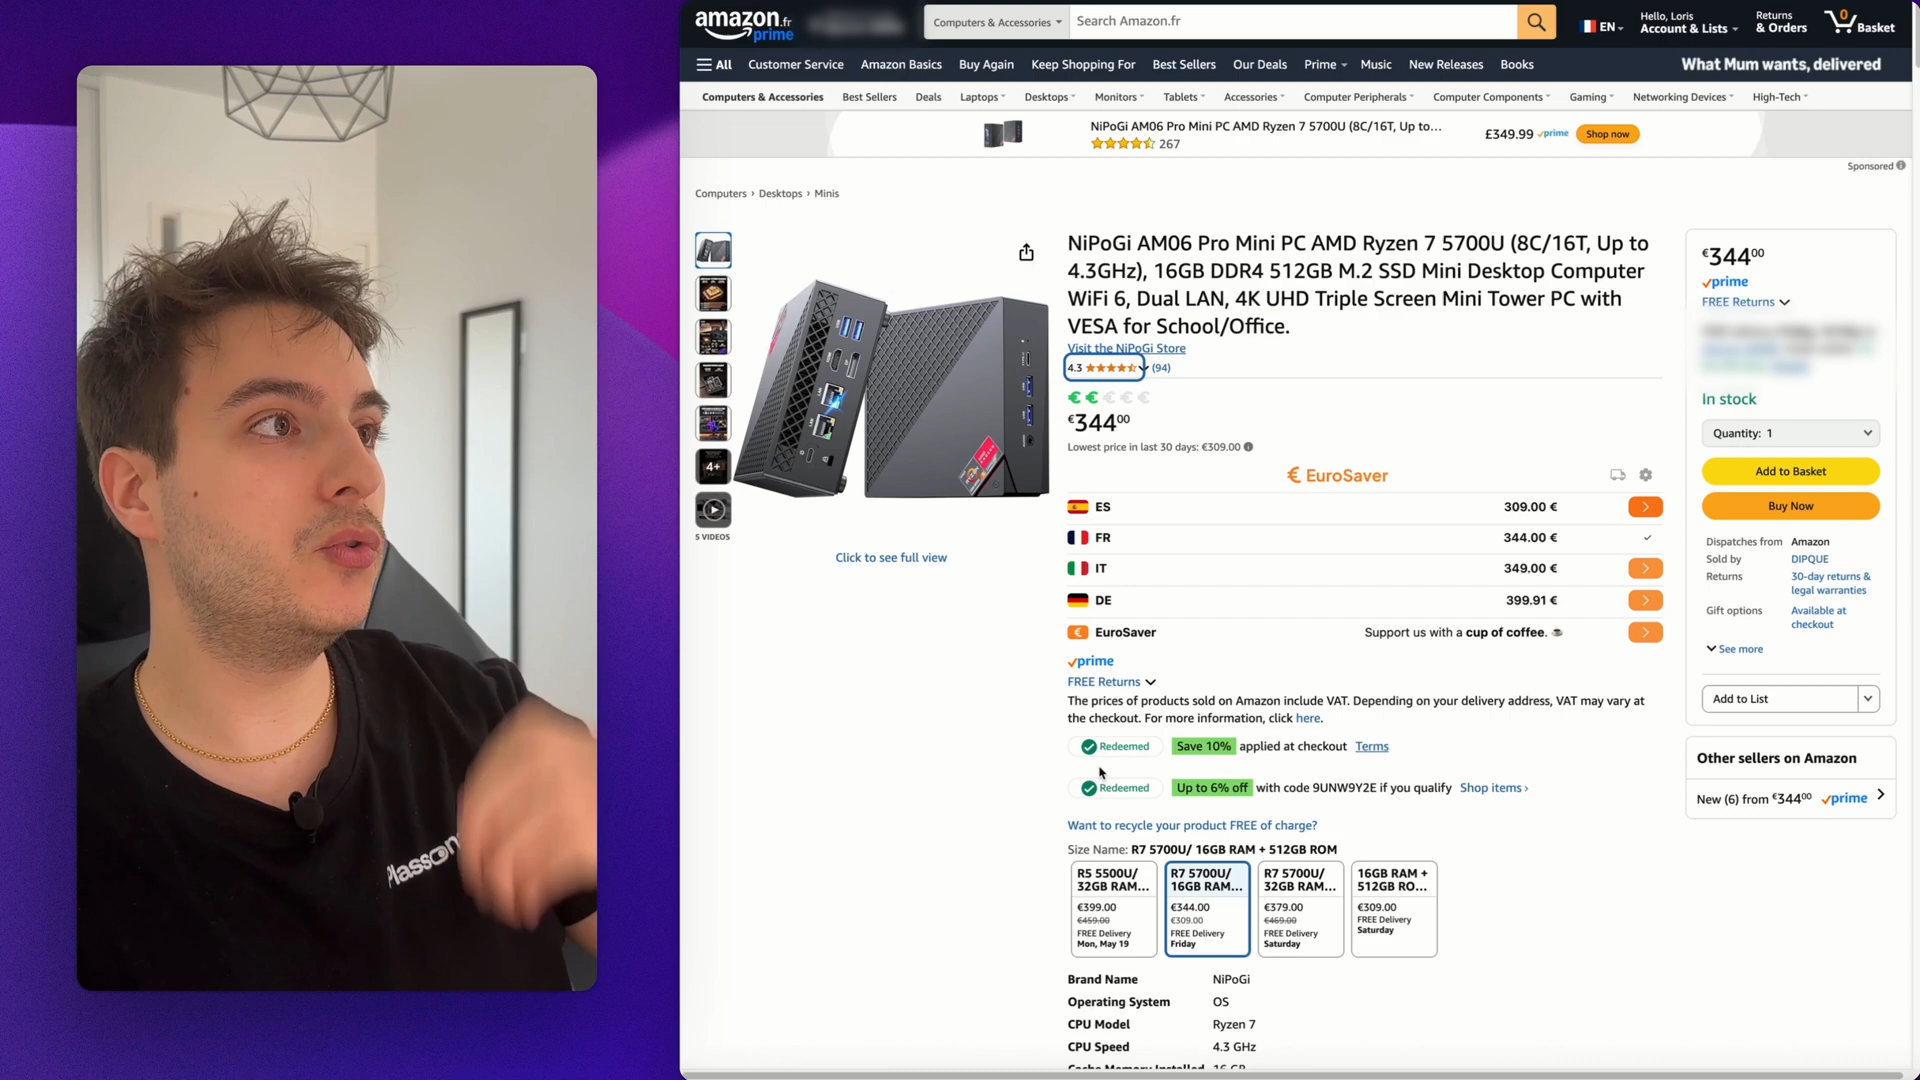 amazon.fr
prime
Computers & Accessories
Search Amazon.fr
EN
Hello, Loris
Account & Lists
Returns
& Orders
0
Basket
All
Customer Service
Amazon Basics
Buy Again
Keep Shopping For
Best Sellers
Our Deals
Prime
Music
New Releases
Books
What Mum wants, delivered
Computers & Accessories
Best Sellers
Deals
Laptops
Desktops
Monitors
Tablets
Accessories
Computer Peripherals
Computer Components
Gaming
Networking Devices
High-Tech
NiPoGi AM06 Pro Mini PC AMD Ryzen 7 5700U (8C/16T, Up to...
267
£349.99 prime
Shop now
Sponsored
Computers › Desktops › Minis
4+
5 VIDEOS
Click to see full view
NiPoGi AM06 Pro Mini PC AMD Ryzen 7 5700U (8C/16T, Up to
4.3GHz), 16GB DDR4 512GB M.2 SSD Mini Desktop Computer
WiFi 6, Dual LAN, 4K UHD Triple Screen Mini Tower PC with
VESA for School/Office.
Visit the NiPoGi Store
4.3
(94)
€34400
Lowest price in last 30 days: €309.00
€ EuroSaver
ES 309.00 €
FR 344.00 €
IT 349.00 €
DE 399.91 €
€ EuroSaver Support us with a cup of coffee.
prime
FREE Returns
The prices of products sold on Amazon include VAT. Depending on your delivery address, VAT may vary at
the checkout. For more information, click here.
Redeemed Save 10% applied at checkout Terms
Redeemed Up to 6% off with code 9UNW9Y2E if you qualify Shop items ›
Want to recycle your product FREE of charge?
Size Name: R7 5700U/ 16GB RAM + 512GB ROM
R5 5500U/
32GB RAM...
€399.00
€459.00
FREE Delivery
Mon, May 19
R7 5700U/
16GB RAM...
€344.00
€309.00
FREE Delivery
Friday
R7 5700U/
32GB RAM...
€379.00
€469.00
FREE Delivery
Saturday
16GB RAM +
512GB RO...
€309.00
FREE Delivery
Saturday
Brand Name NiPoGi
Operating System OS
CPU Model Ryzen 7
CPU Speed 4.3 GHz
Cache Memory Installed 16 GB
€34400
prime
FREE Returns
In stock
Quantity: 1
Add to Basket
Buy Now
Dispatches from Amazon
Sold by DIPQUE
Returns 30-day returns &
legal warranties
Gift options Available at
checkout
See more
Add to List
Other sellers on Amazon
New (6) from €34400 prime